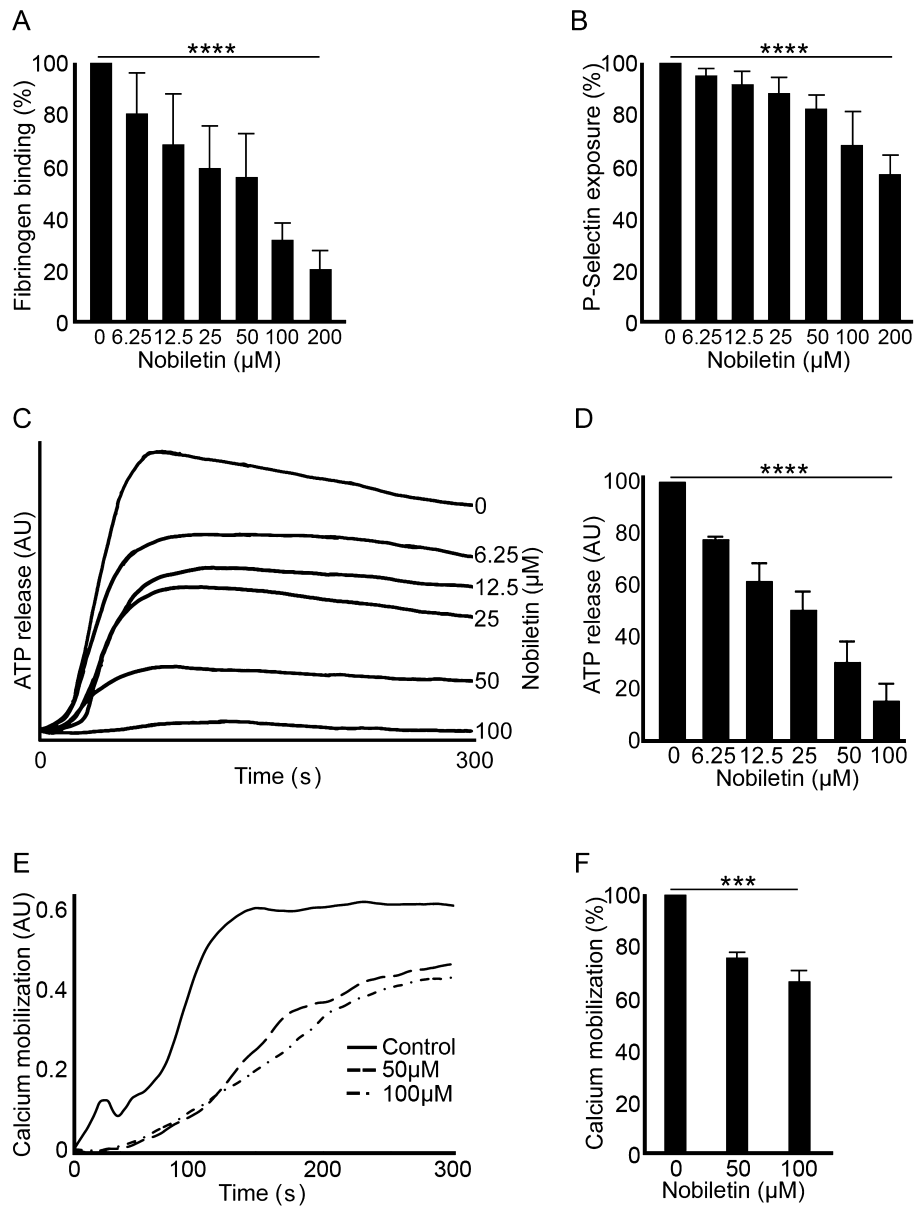 A
****
Fibrinogen binding (%)
100
80
60
40
20
0
0 6.25 12.5 25 50 100 200
Nobiletin (µM)
B
****
P-Selectin exposure (%)
100
80
60
40
20
0
0 6.25 12.5 25 50 100 200
Nobiletin (µM)
C
ATP release (AU)
0
6.25
12.5
25
50
100
Nobiletin (µM)
0 300
Time (s)
D
****
ATP release (AU)
100
80
60
40
20
0
0 6.25 12.5 25 50 100
Nobiletin (µM)
E
Calcium mobilization (AU)
0.6
0.4
0.2
0
Control
50µM
100µM
0 100 200 300
Time (s)
F
***
Calcium mobilization (%)
100
80
60
40
20
0
0 50 100
Nobiletin (µM)